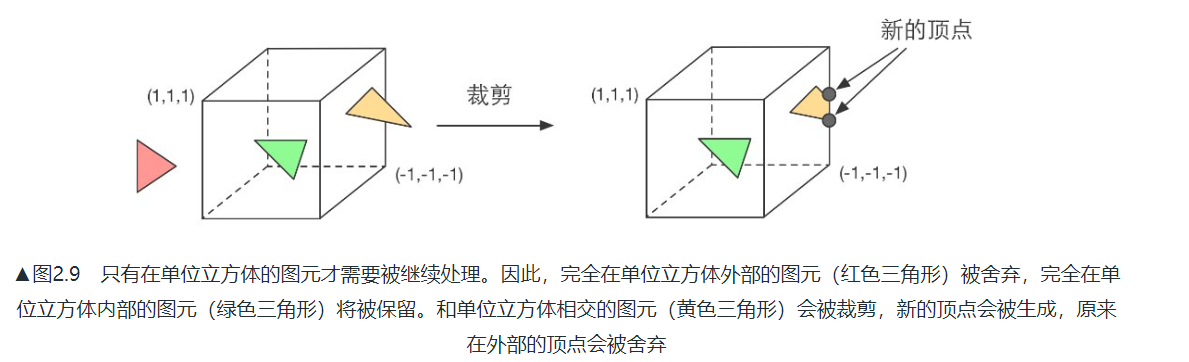 新的顶点
(1,1,1)
裁剪
(1,1,1)
(-1,-1,-1)
(-1,-1,-1)
▲图2.9 只有在单位立方体的图元才需要被继续处理。因此，完全在单位立方体外部的图元（红色三角形）被舍弃，完全在单
位立方体内部的图元（绿色三角形）将被保留。和单位立方体相交的图元（黄色三角形）会被裁剪，新的顶点会被生成，原来
在外部的顶点会被舍弃